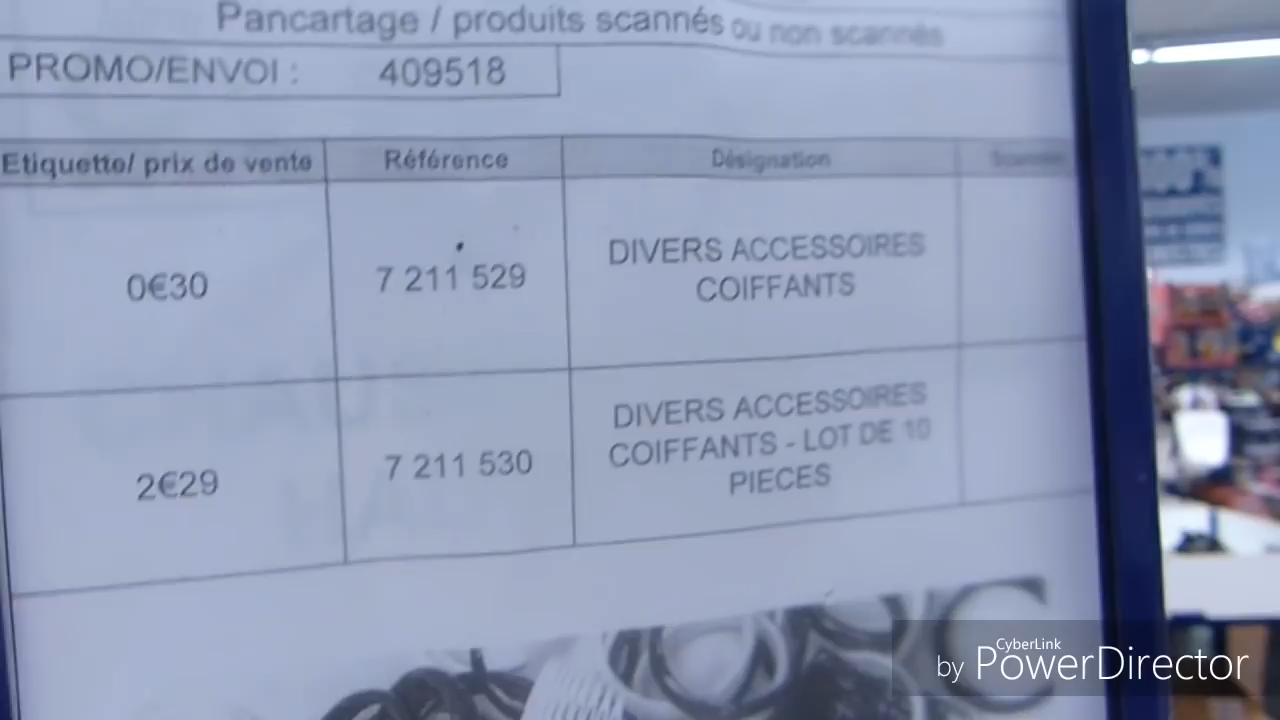 Pancartage / produits scannés ou non scannés
PROMO/ENVOI : 409518
Etiquette/ prix de vente Référence Désignation
0€30 7 211 529 DIVERS ACCESSOIRES
COIFFANTS
2€29 7 211 530 DIVERS ACCESSOIRES
COIFFANTS - LOT DE 10
PIECES
CyberLink
by PowerDirector